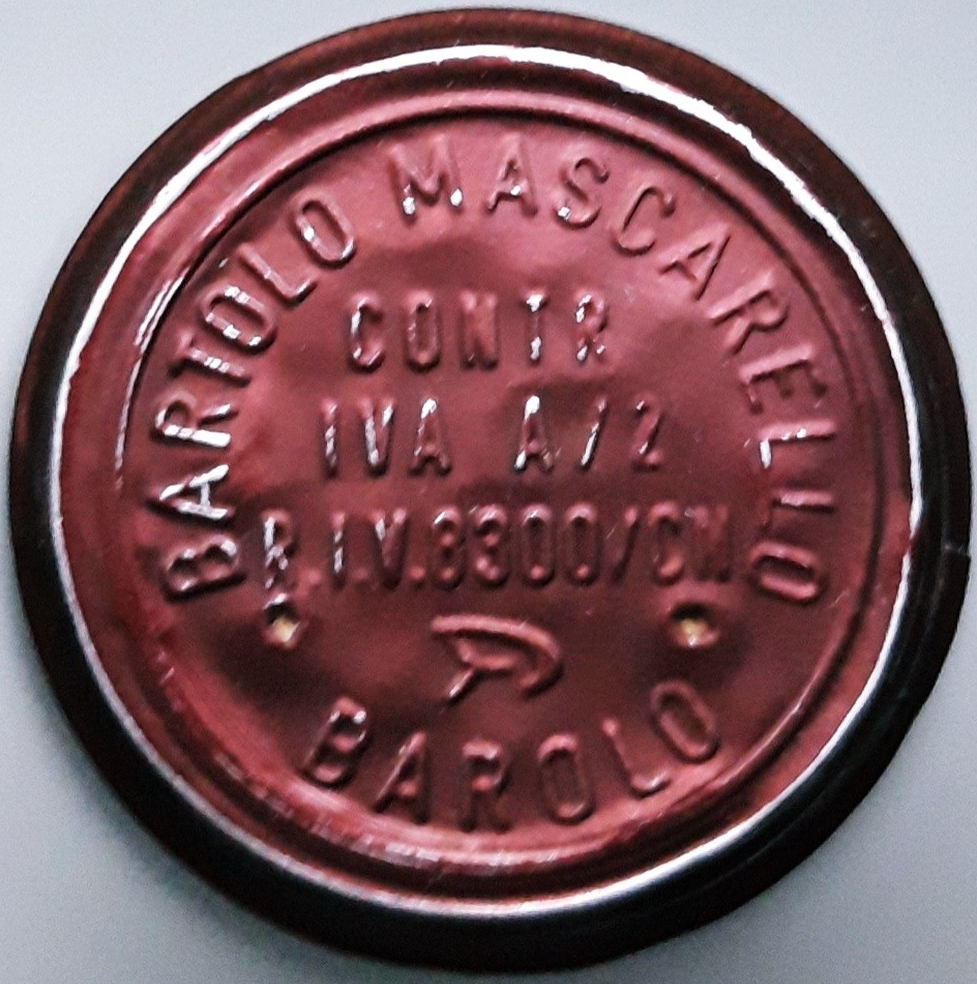 BARTOLO MASCARELLO
CONTR
IVA A/2
R.I.V.8300/CN
BAROLO